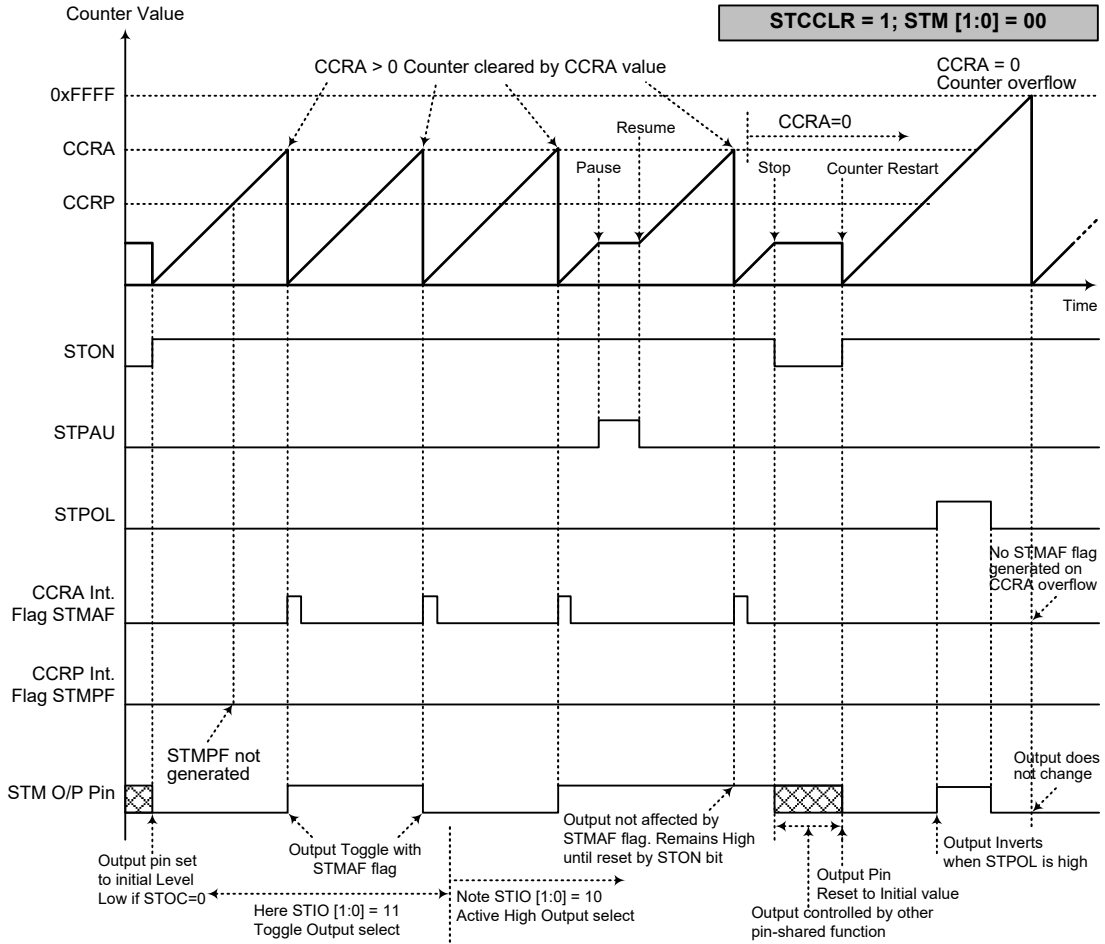 Counter Value
STCCLR = 1; STM [1:0] = 00
CCRA > 0 Counter cleared by CCRA value
CCRA = 0
Counter overflow
0xFFFF
CCRA
CCRP
Resume
CCRA=0
Pause
Stop
Counter Restart
Time
STON
STPAU
STPOL
No STMAF flag
generated on
CCRA overflow
CCRA Int.
Flag STMAF
CCRP Int.
Flag STMPF
STMPF not
generated
STM O/P Pin
Output does
not change
Output pin set
to initial Level
Low if STOC=0
Output Toggle with
STMAF flag
Here STIO [1:0] = 11
Toggle Output select
Output not affected by
STMAF flag. Remains High
until reset by STON bit
Note STIO [1:0] = 10
Active High Output select
Output Pin
Reset to Initial value
Output controlled by other
pin-shared function
Output Inverts
when STPOL is high